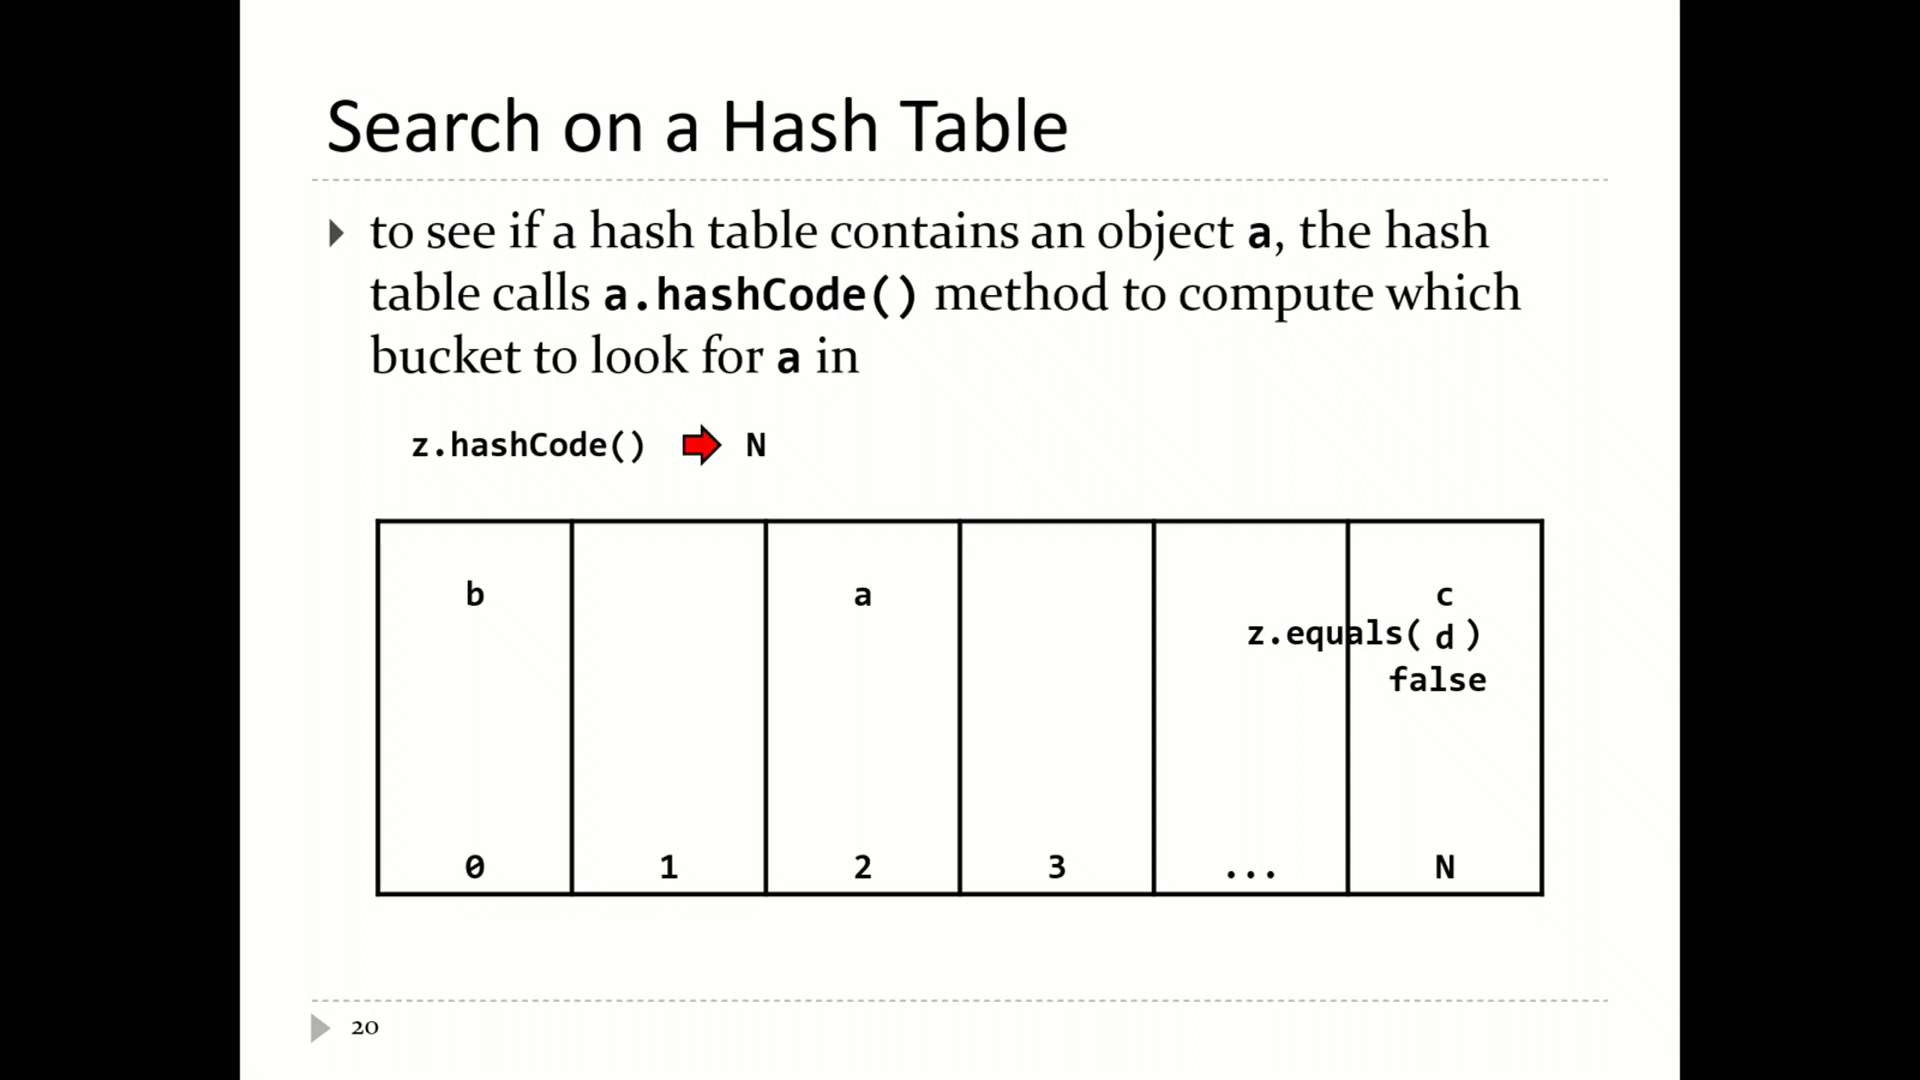 Search on a Hash Table
to see if a hash table contains an object a, the hash
table calls a.hashCode() method to compute which
bucket to look for a in
z.hashCode() N
b a c
z.equals( d )
false
0 1 2 3 ... N
20